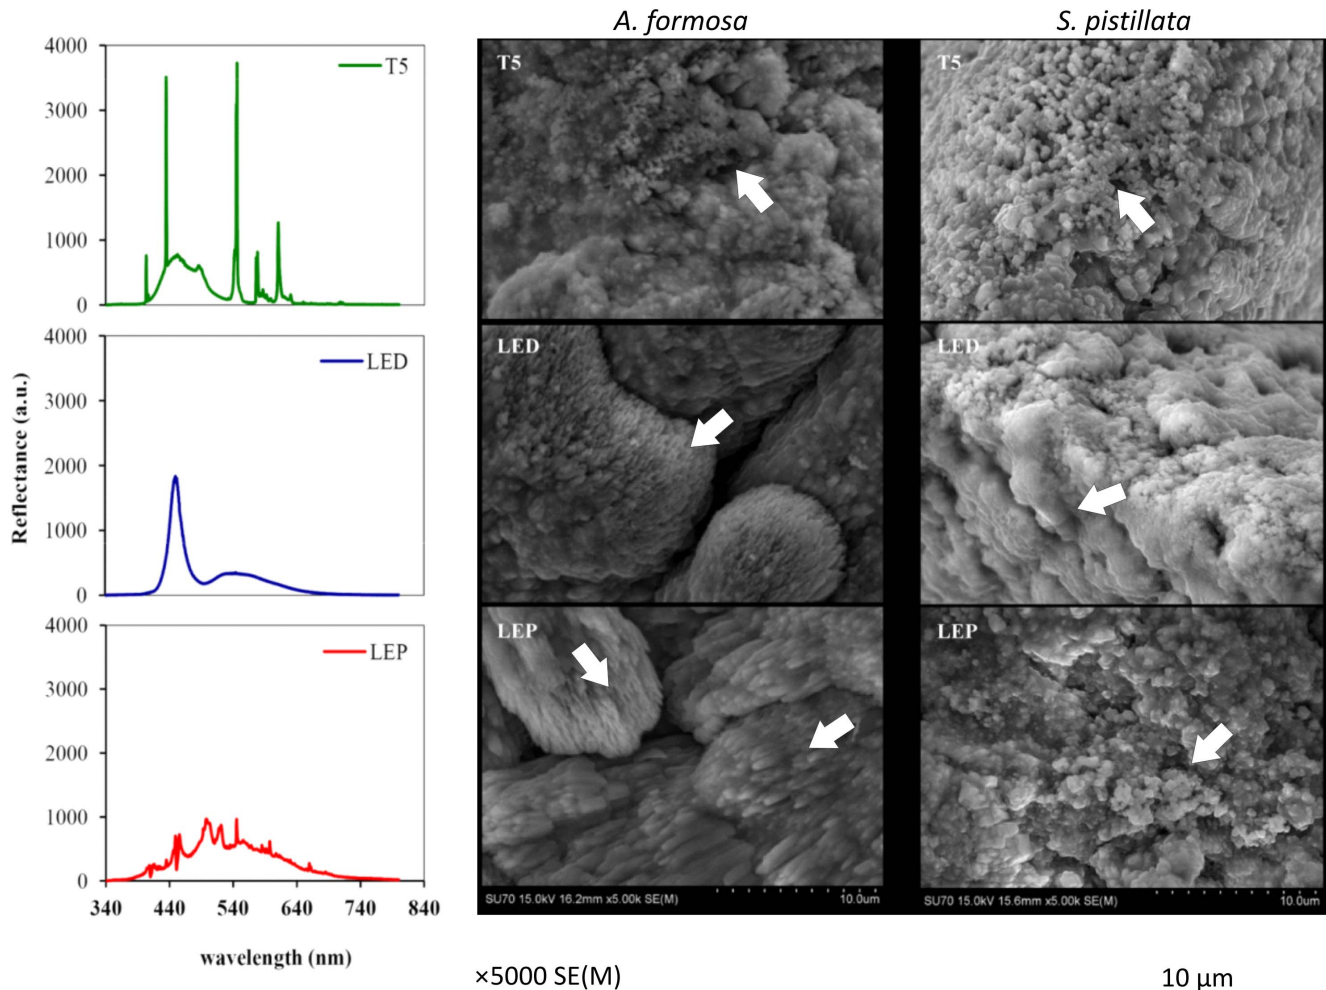 A. formosa
S. pistillata
4000
3000
2000
1000
0
T5
T5
T5
4000
3000
2000
1000
0
LED
LED
LED
Reflectance (a.u.)
4000
3000
2000
1000
0
LEP
LEP
LEP
340
440
540
640
740
840
wavelength (nm)
SU70 15.0kV 16.2mm x5.00k SE(M)
10.0um
SU70 15.0kV 15.6mm x5.00k SE(M)
10.0um
×5000 SE(M)
10 μm